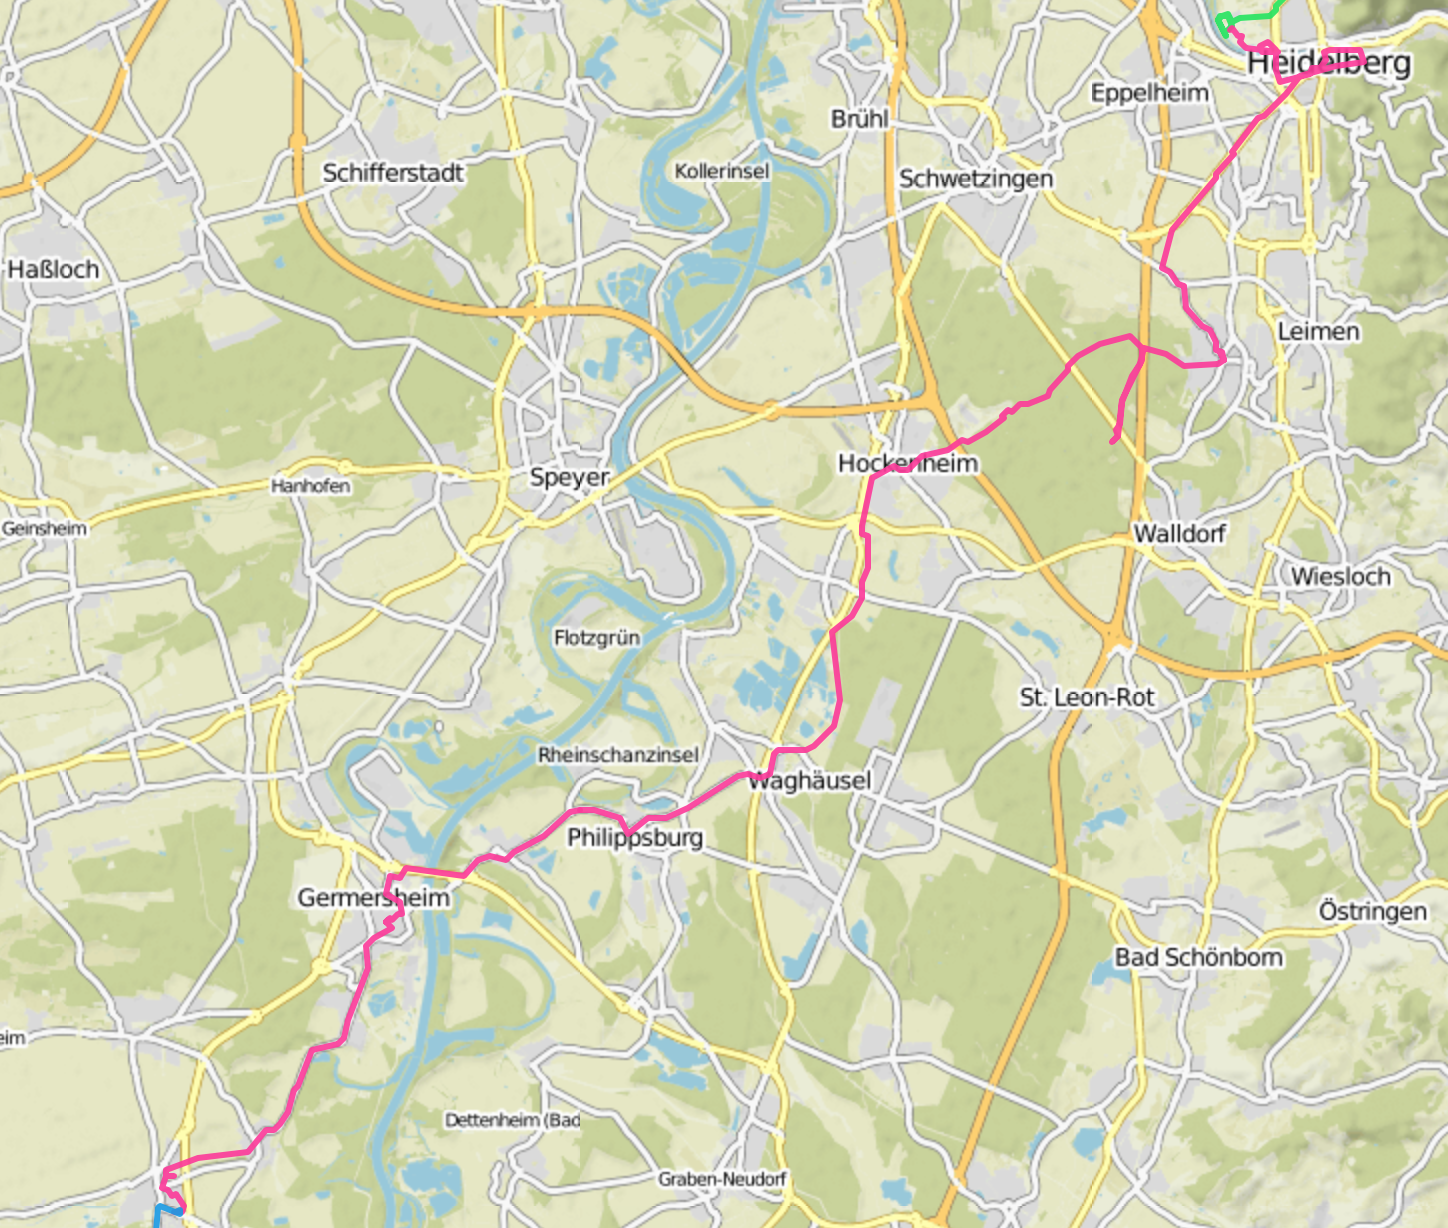 Heidelberg
Eppelheim
Brühl
Kollerinsel
Schifferstadt
Schwetzingen
Haßloch
Leimen
Hockenheim
Speyer
Hanhofen
Geinsheim
Walldorf
Wiesloch
Flotzgrün
St. Leon-Rot
Rheinschanzinsel
Waghäusel
Philippsburg
Germersheim
Östringen
Bad Schönborn
eim
Dettenheim (Bad
Graben-Neudorf